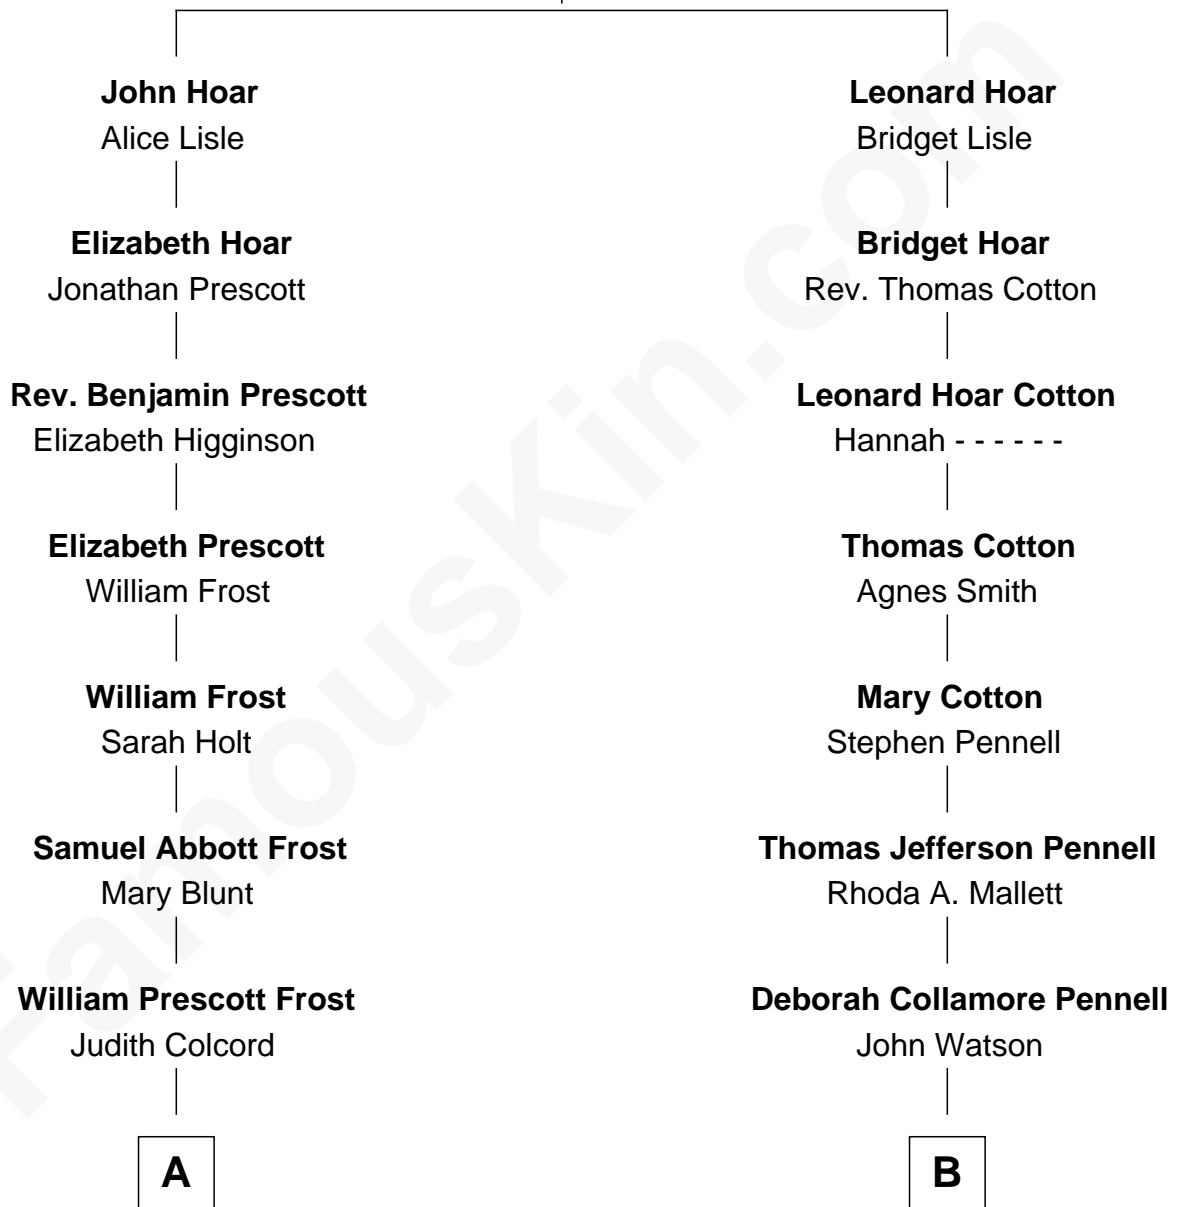 John Hoar
Alice Lisle
Elizabeth Hoar
Jonathan Prescott
Rev. Benjamin Prescott
Elizabeth Higginson
Elizabeth Prescott
William Frost
William Frost
Sarah Holt
Samuel Abbott Frost
Mary Blunt
William Prescott Frost
Judith Colcord
A
Leonard Hoar
Bridget Lisle
Bridget Hoar
Rev. Thomas Cotton
Leonard Hoar Cotton
Hannah - - - - - -
Thomas Cotton
Agnes Smith
Mary Cotton
Stephen Pennell
Thomas Jefferson Pennell
Rhoda A. Mallett
Deborah Collamore Pennell
John Watson
B
FamousKin.com